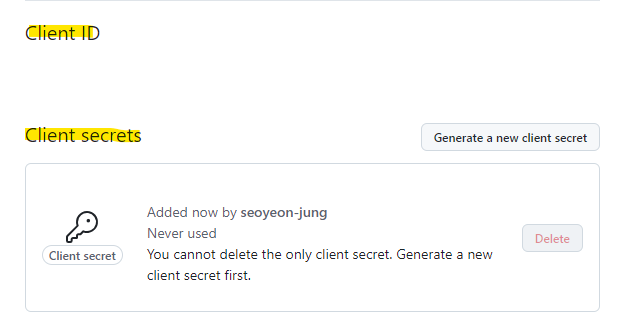 Client ID
Client secrets
Generate a new client secret
Added now by seoyeon-jung
Never used
Client secret
You cannot delete the only client secret. Generate a new
client secret first.
Delete